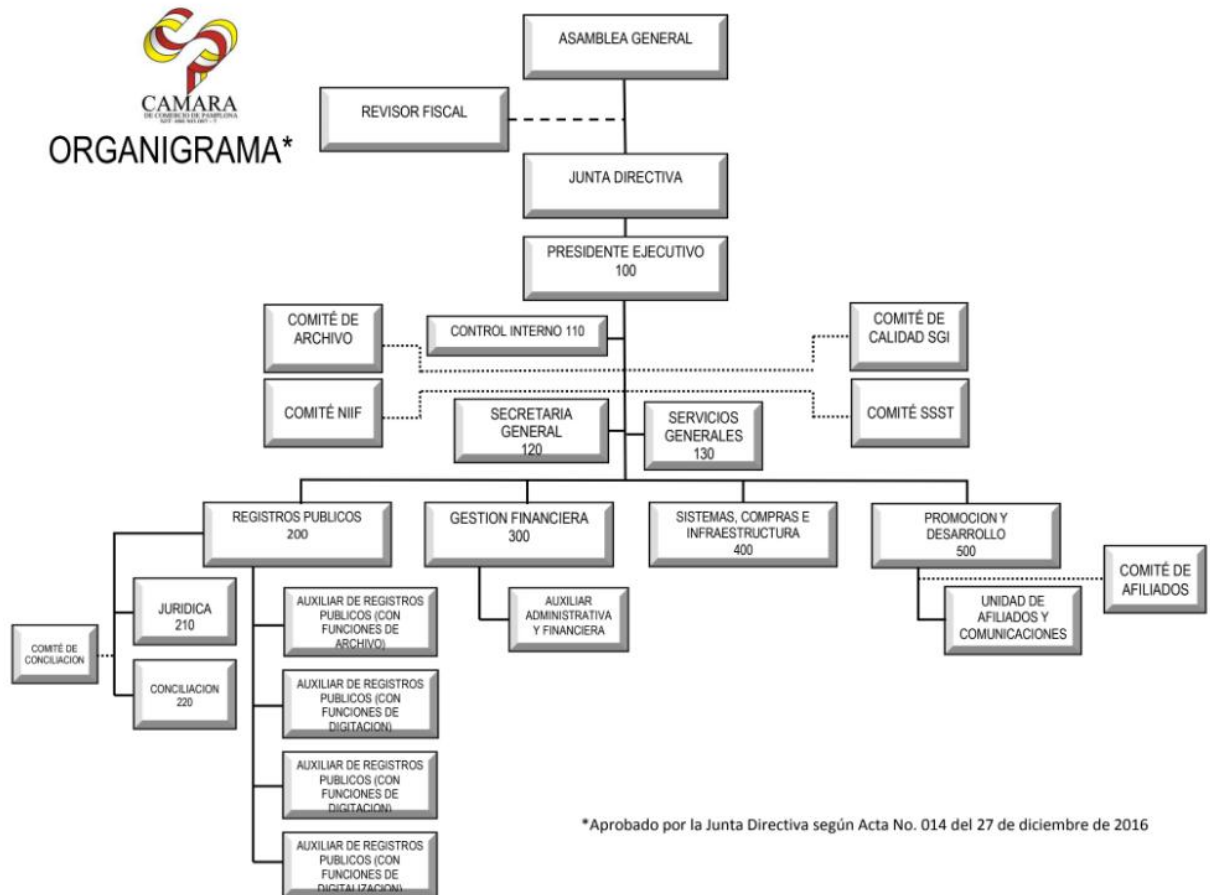 ASAMBLEA GENERAL
CAMARA
DE COMERCIO DE PAMPLONA
REVISOR FISCAL
ORGANIGRAMA*
JUNTA DIRECTIVA
PRESIDENTE EJECUTIVO
100
COMITÉ DE
ARCHIVO
CONTROL INTERNO 110
COMITÉ DE
CALIDAD SGI
COMITÉ NIIF
SECRETARIA
GENERAL
120
SERVICIOS
GENERALES
130
COMITÉ SSST
REGISTROS PUBLICOS
200
GESTION FINANCIERA
300
SISTEMAS, COMPRAS E
INFRAESTRUCTURA
400
PROMOCION Y
DESARROLLO
500
COMITÉ DE
AFILIADOS
JURIDICA
210
AUXILIAR DE REGISTROS
PUBLICOS (CON
FUNCIONES DE
ARCHIVO)
AUXILIAR
ADMINISTRATIVA
Y FINANCIERA
UNIDAD DE
AFILIADOS Y
COMUNICACIONES
COMITÉ DE
CONCILIACION
CONCILIACION
220
AUXILIAR DE REGISTROS
PUBLICOS (CON
FUNCIONES DE
DIGITACION)
AUXILIAR DE REGISTROS
PUBLICOS (CON
FUNCIONES DE
DIGITACION)
AUXILIAR DE REGISTROS
PUBLICOS (CON
FUNCIONES DE
DIGITALIZACION)
*Aprobado por la Junta Directiva según Acta No. 014 del 27 de diciembre de 2016